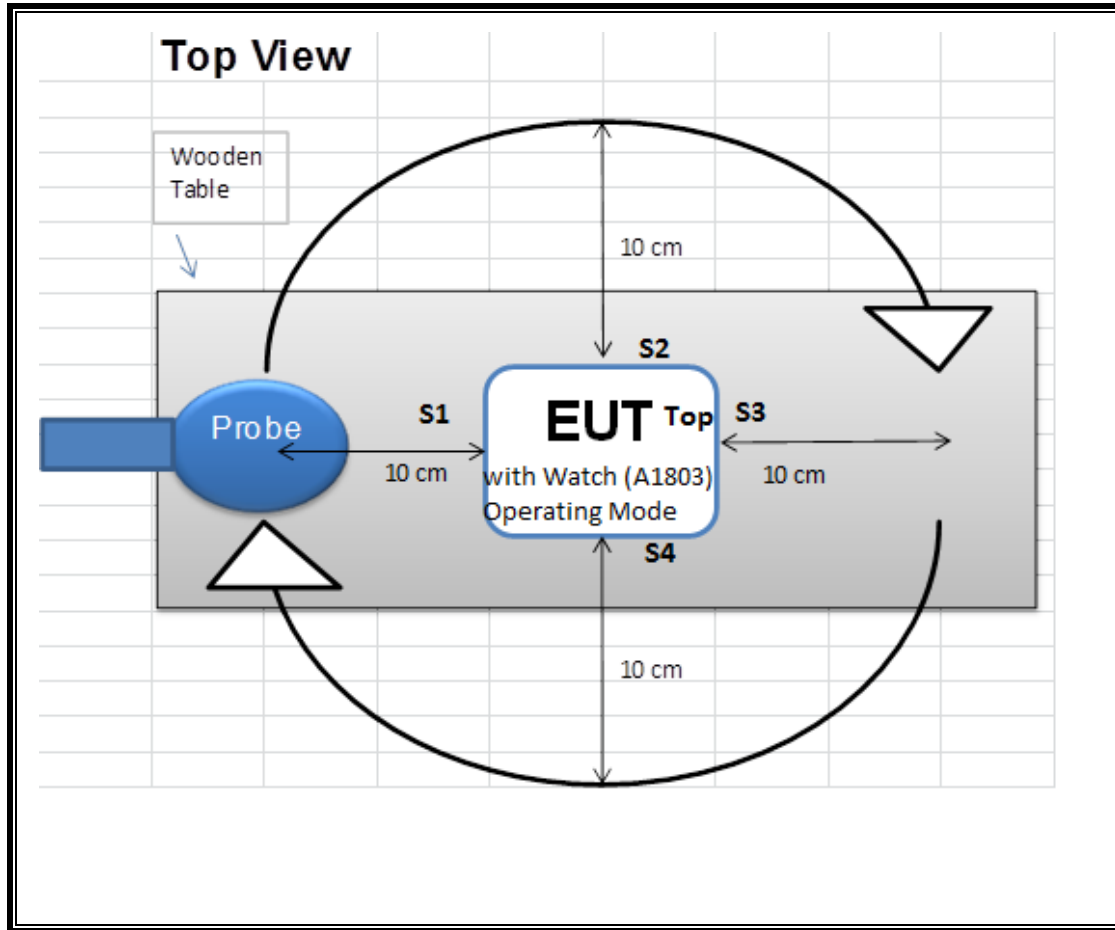 Top View
Wooden
Table
10 cm
S2
Probe
S1
EUT Top
S3
10 cm
with Watch (A1803)
10 cm
Operating Mode
S4
10 cm